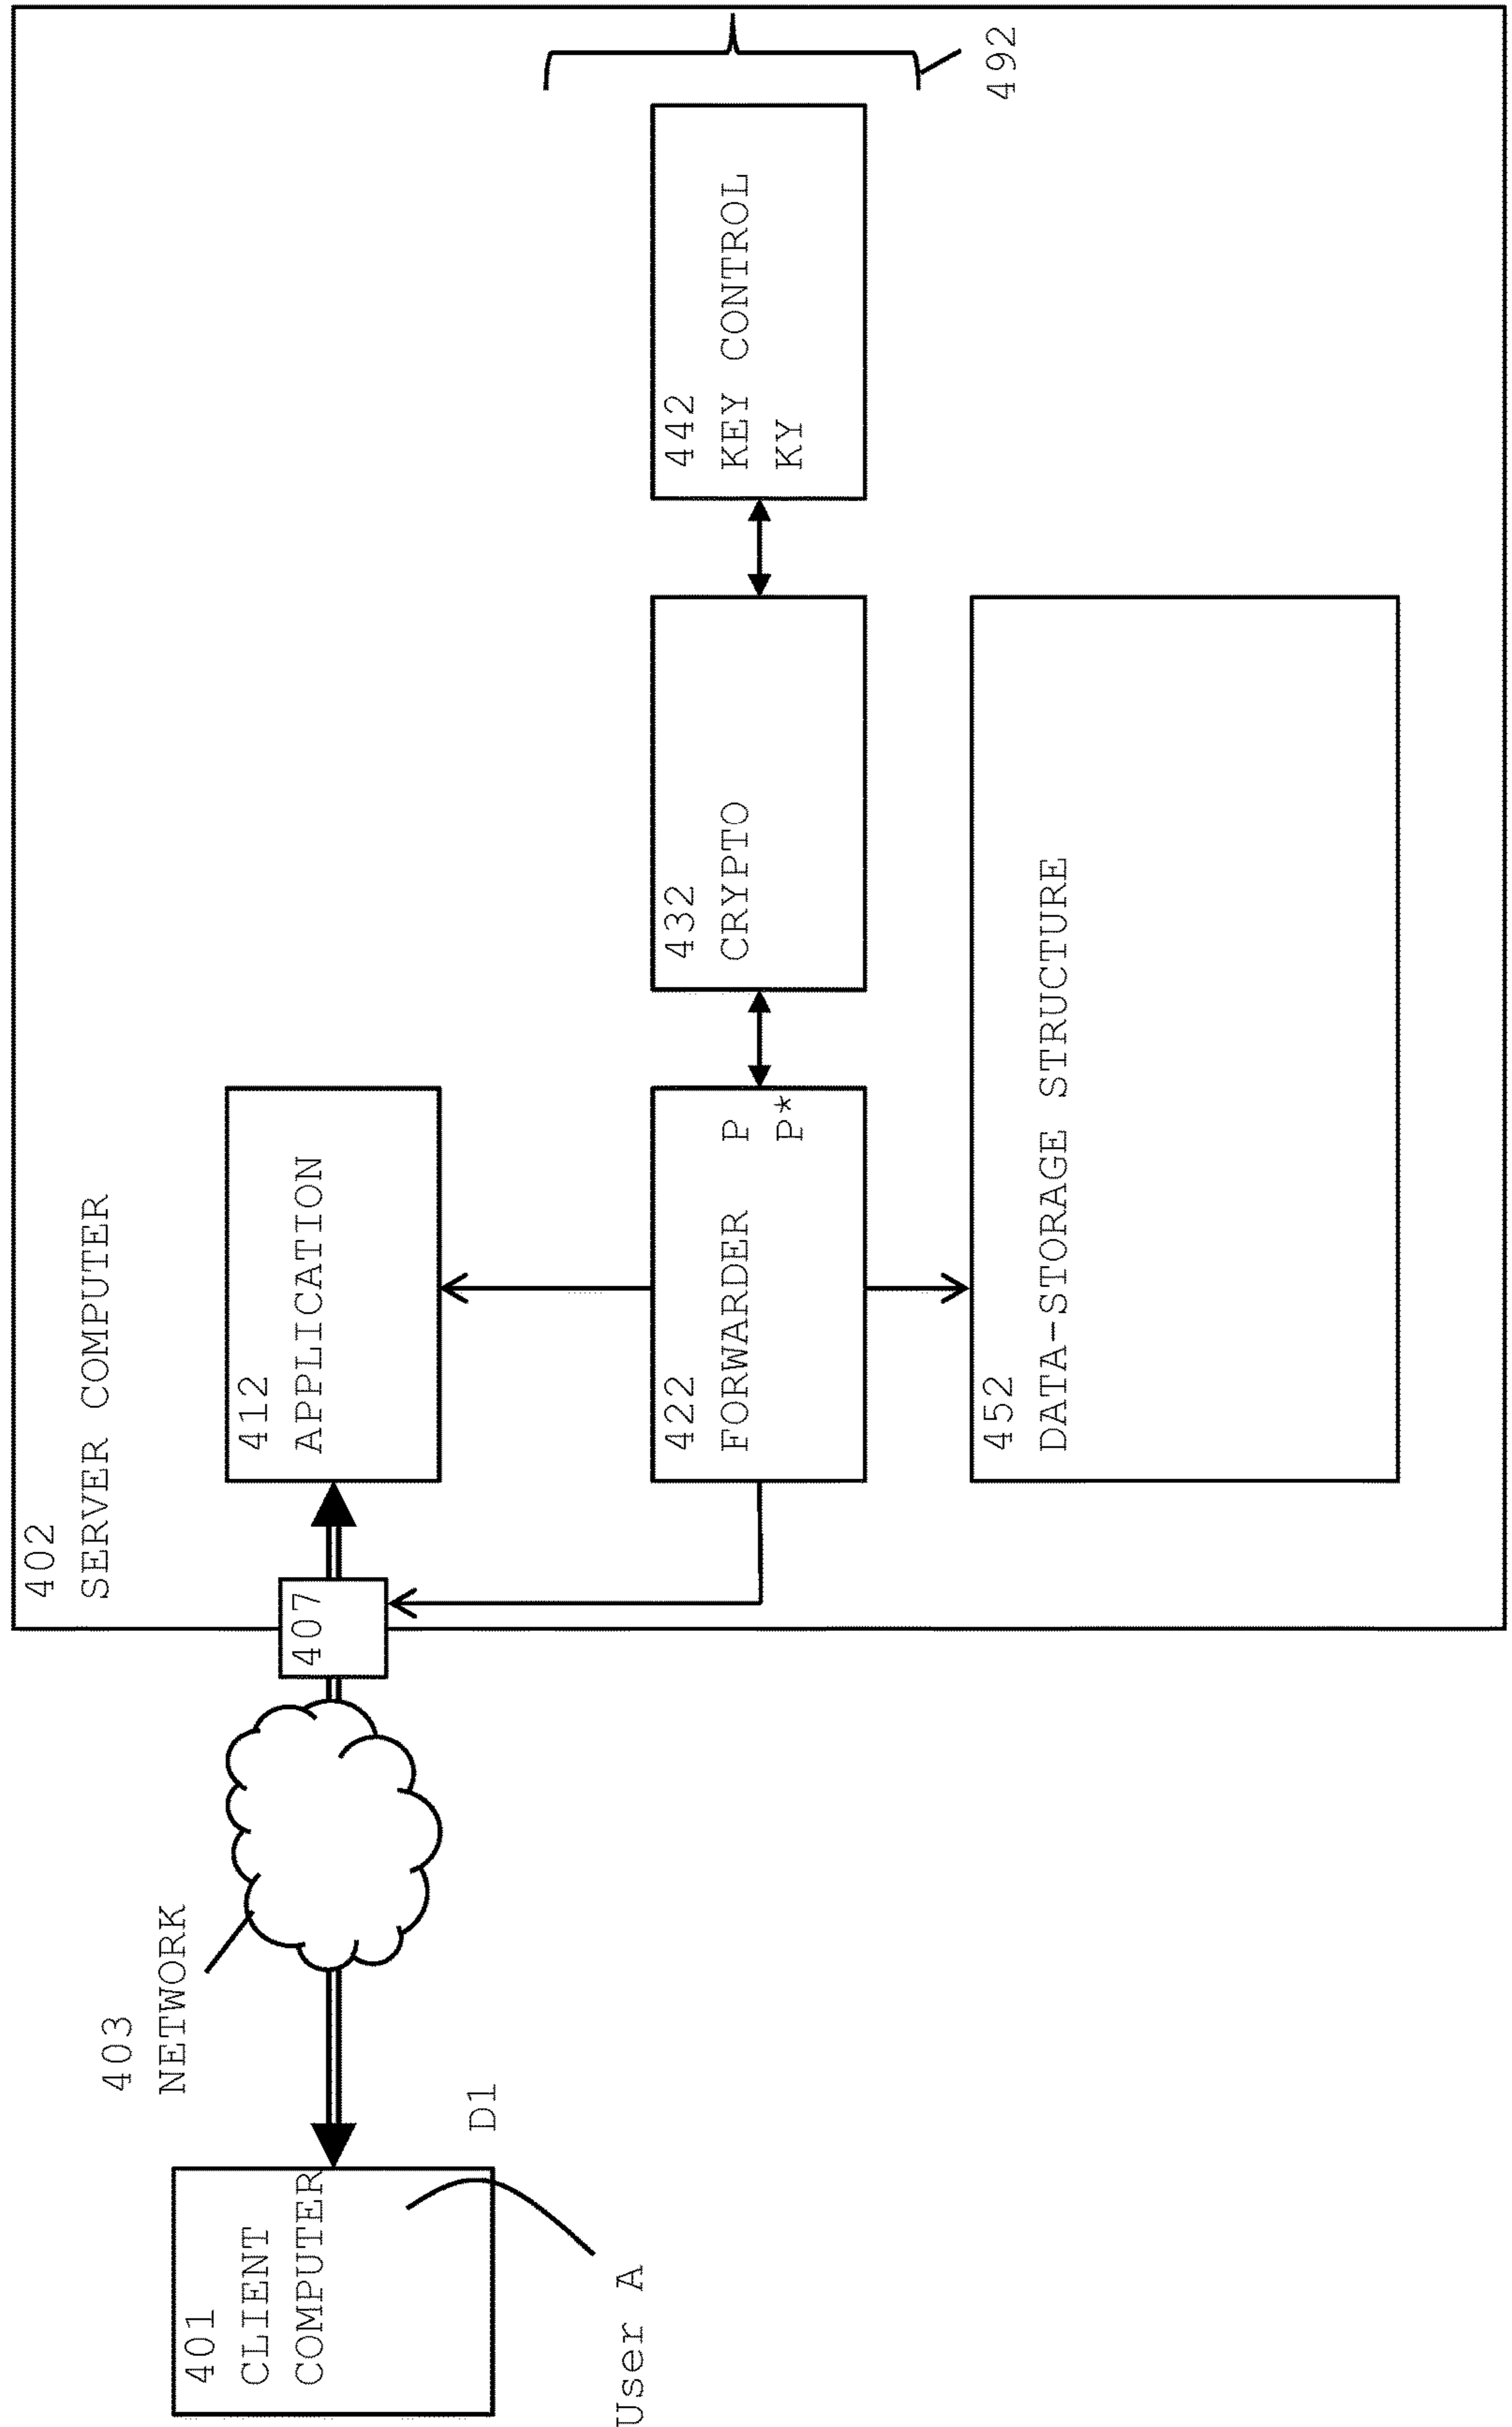 402
SERVER COMPUTER
403
NETWORK
401
CLIENT
COMPUTER
407
412
APPLICATION
D1
User A
422
FORWARDER P
P*
432
CRYPTO
442
KEY CONTROL
KY
492
452
DATA-STORAGE STRUCTURE